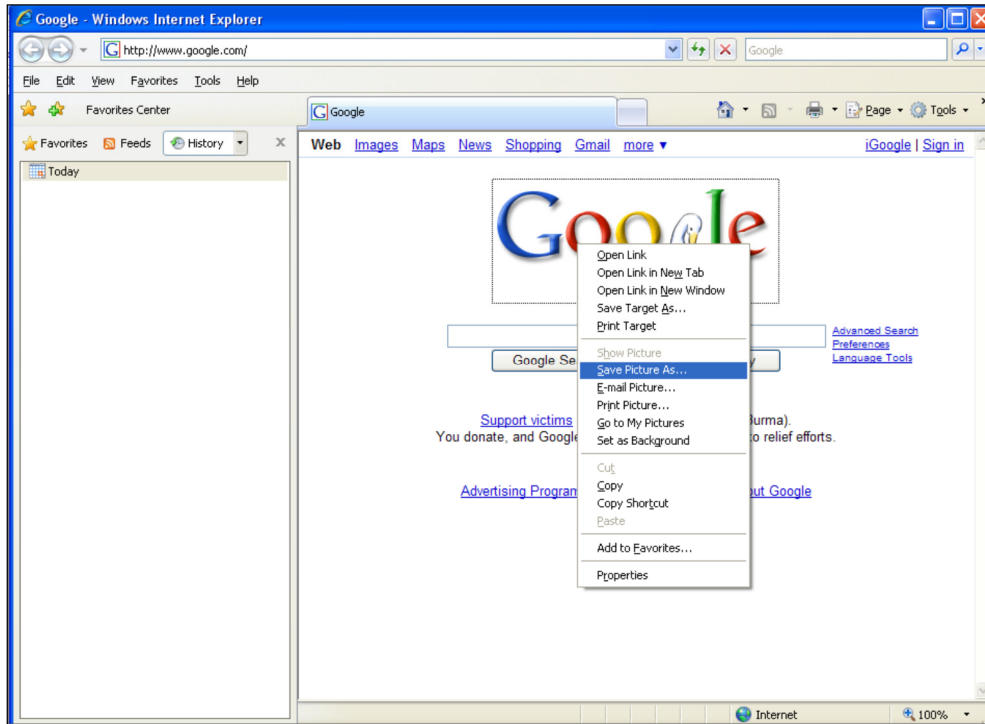 Google - Windows Internet Explorer
http://www.google.com/
Google
File Edit View Favorites Tools Help
Favorites Center
Google
Page Tools
Favorites Feeds History x
Web Images Maps News Shopping Gmail more ▼ iGoogle | Sign in
Today
Google
Open Link
Open Link in New Tab
Open Link in New Window
Save Target As...
Print Target
Advanced Search
Preferences
Language Tools
Show Picture
Google Se
y
Save Picture As...
E-mail Picture...
Print Picture...
Go to My Pictures
Set as Background
Support victims Burma).
You donate, and Google to relief efforts.
Cut
Copy
Copy Shortcut
Paste
Advertising Program out Google
Add to Favorites...
Properties
Internet 100%